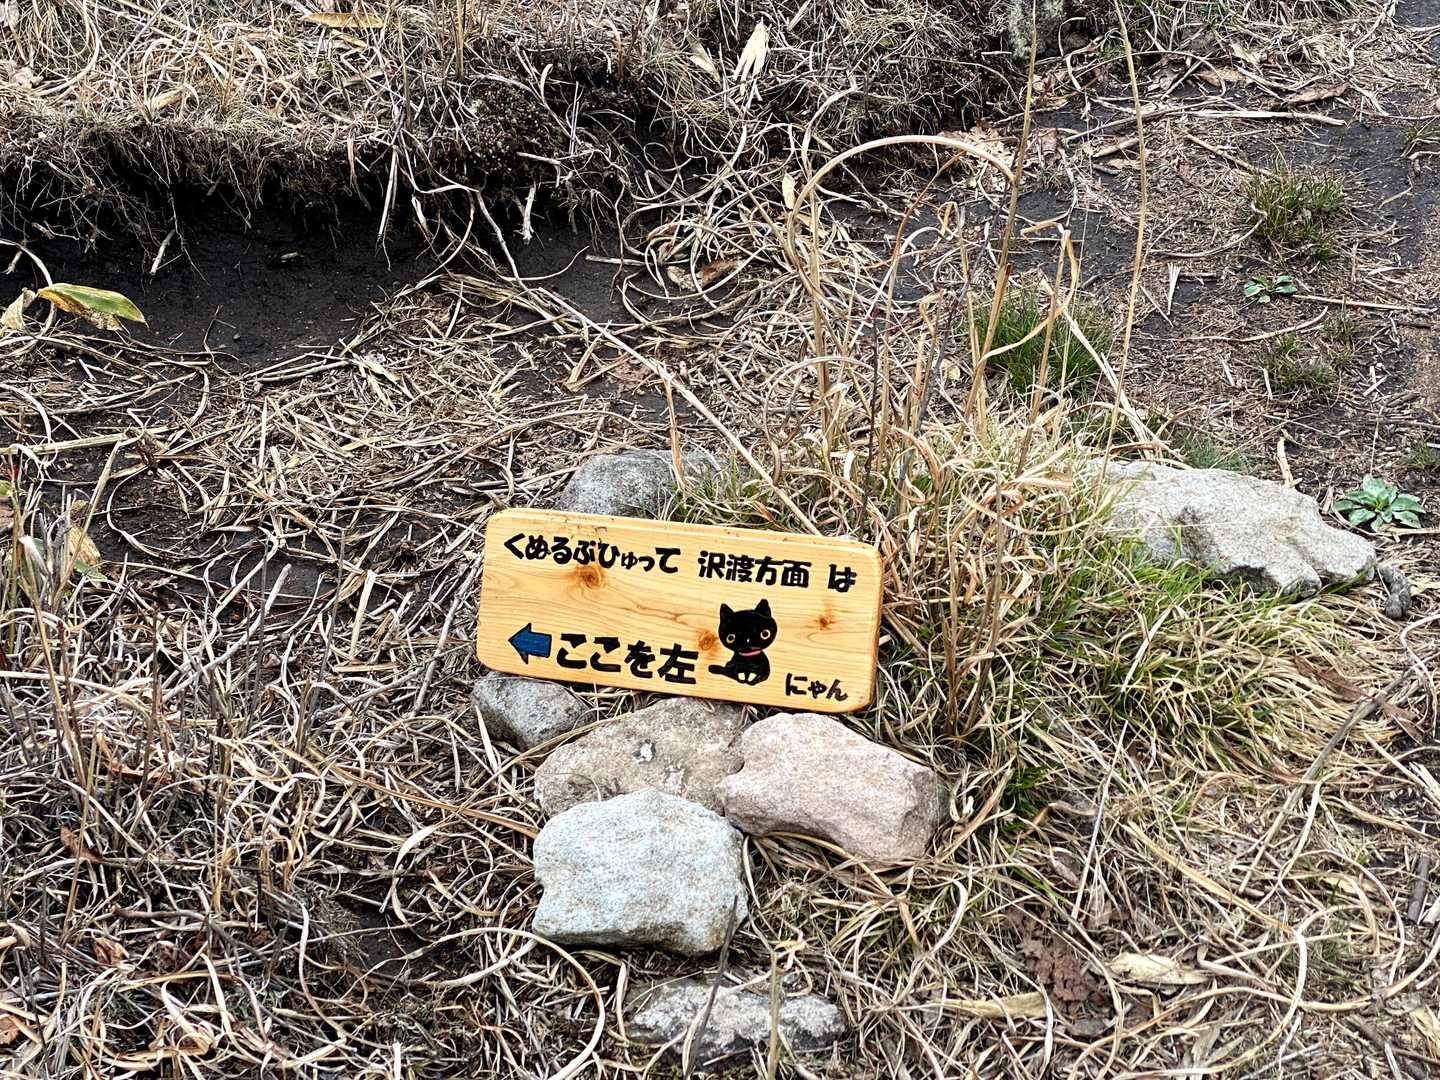 くぬるぷひゅって 沢渡方面 は
ここを左
にゃん